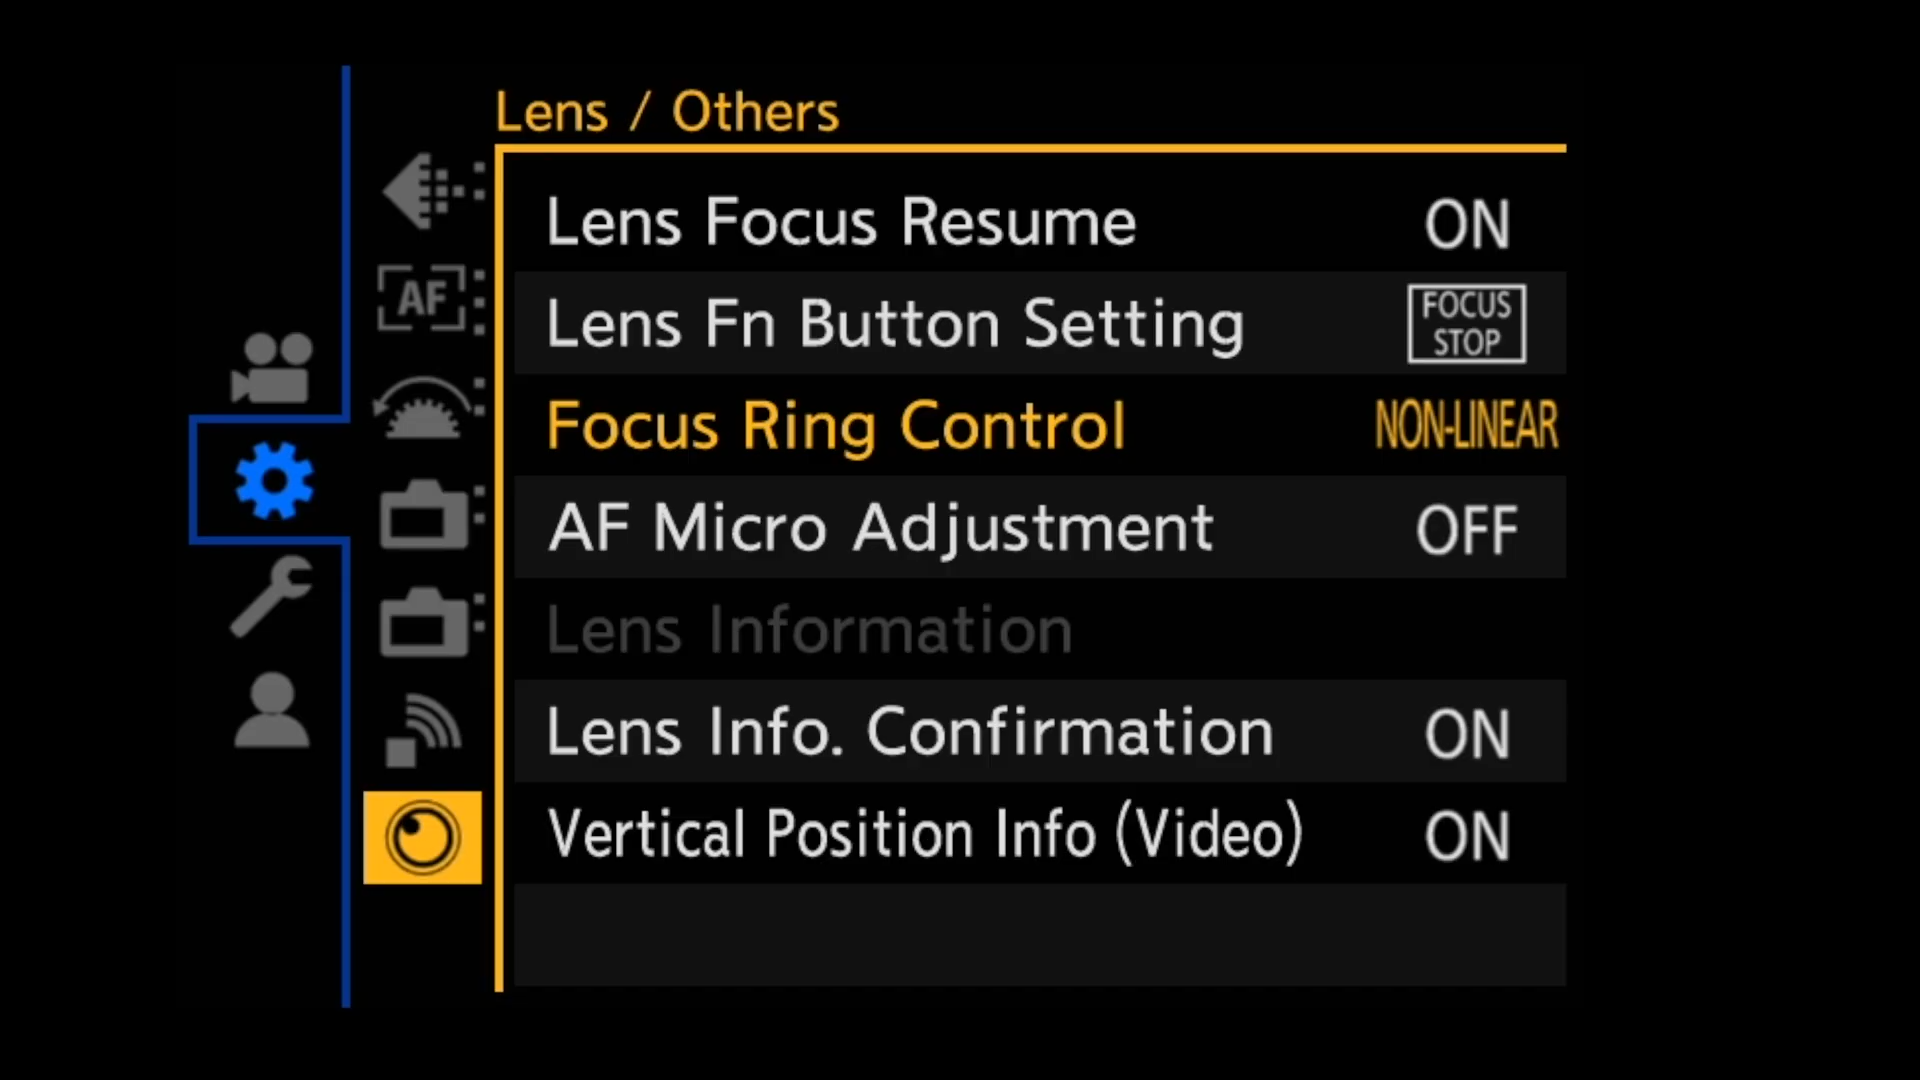 Lens / Others
AF
Lens Focus Resume ON
Lens Fn Button Setting FOCUS STOP
Focus Ring Control NON-LINEAR
AF Micro Adjustment OFF
Lens Information
Lens Info. Confirmation ON
Vertical Position Info (Video) ON